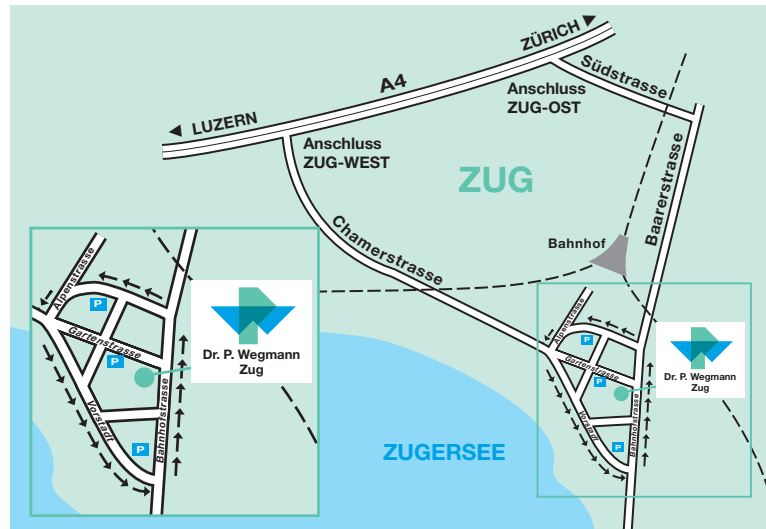 ZÜRICH
A4
LUZERN
Südstrasse
Anschluss
ZUG-OST
Anschluss
ZUG-WEST
ZUG
Baarerstrasse
Chamerstrasse
Bahnhof
Alpenstrasse
P
Gartenstrasse
P
Dr. P. Wegmann
Zug
Vorstadt
P
Bahnhofstrasse
Alpenstrasse
P
Gartenstrasse
P
Dr. P. Wegmann
Zug
Vorstadt
P
Bahnhofstrasse
ZUGERSEE